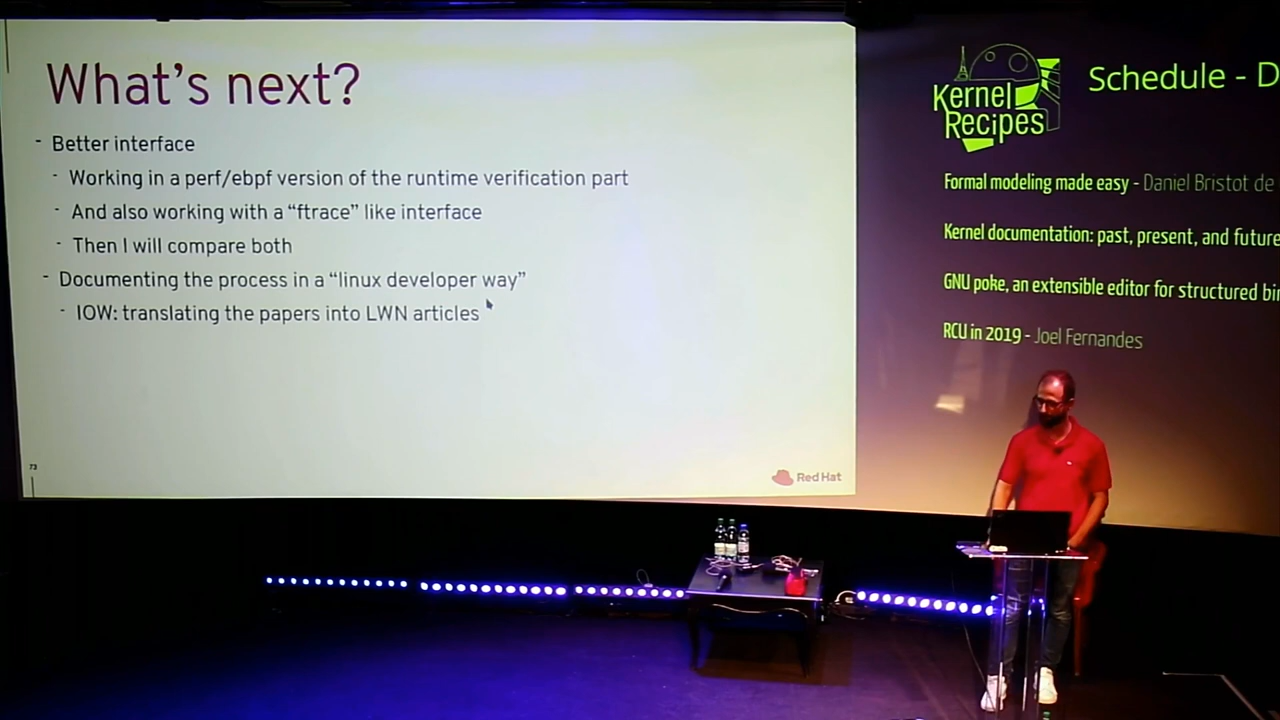 What's next?
- Better interface
- Working in a perf/ebpf version of the runtime verification part
- And also working with a "ftrace" like interface
- Then I will compare both
- Documenting the process in a "linux developer way"
- IOW: translating the papers into LWN articles
73
Red Hat
Kernel
Recipes
Schedule - D
Formal modeling made easy - Daniel Bristot de
Kernel documentation: past, present, and future
GNU poke, an extensible editor for structured bin
RCU in 2019 - Joel Fernandes